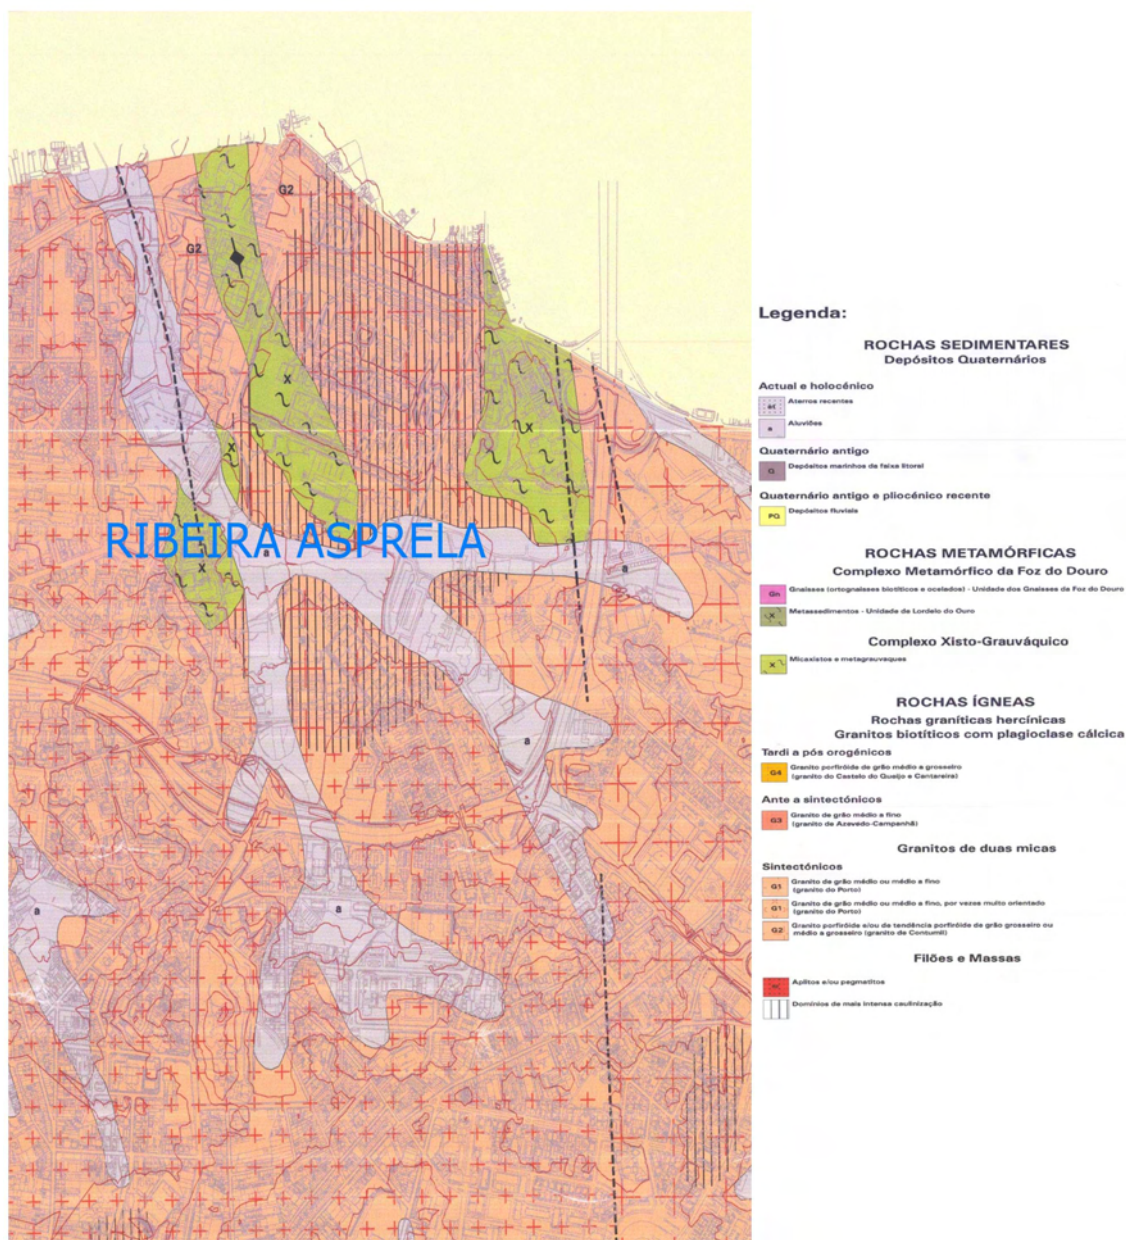 G2
G2
x
x
x
x
RIBEIRA ASPRELA
a
a
a
a
a
Legenda:
ROCHAS SEDIMENTARES
Depósitos Quaternários
Actual e holocénico
Aterros recentes
a Aluviões
Quaternário antigo
Q Depósitos marinhos da faixa litoral
Quaternário antigo e pliocénico recente
PQ Depósitos fluviais
ROCHAS METAMÓRFICAS
Complexo Metamórfico da Foz do Douro
Gn Gnaisses (ortognaisses biotíticos e ocelados) - Unidade dos Gnaisses da Foz do Douro
x Metassedimentos - Unidade de Lordelo do Ouro
Complexo Xisto-Grauváquico
x Micaxistos e metagrauvaques
ROCHAS ÍGNEAS
Rochas graníticas hercínicas
Granitos biotíticos com plagioclase cálcica
Tardi a pós orogénicos
G4 Granito porfiróide de grão médio a grosseiro
(granito do Castelo do Queijo e Cantareira)
Ante a sintectónicos
G3 Granito de grão médio a fino
(granito de Azevedo-Campanhã)
Granitos de duas micas
Sintectónicos
G1 Granito de grão médio ou médio a fino
(granito do Porto)
G1 Granito de grão médio ou médio a fino, por vezes muito orientado
(granito do Porto)
G2 Granito porfiróide e/ou de tendência porfiróide de grão grosseiro ou
médio a grosseiro (granito de Contumil)
Filões e Massas
Aplitos e/ou pegmatitos
Domínios de mais intensa caulinização